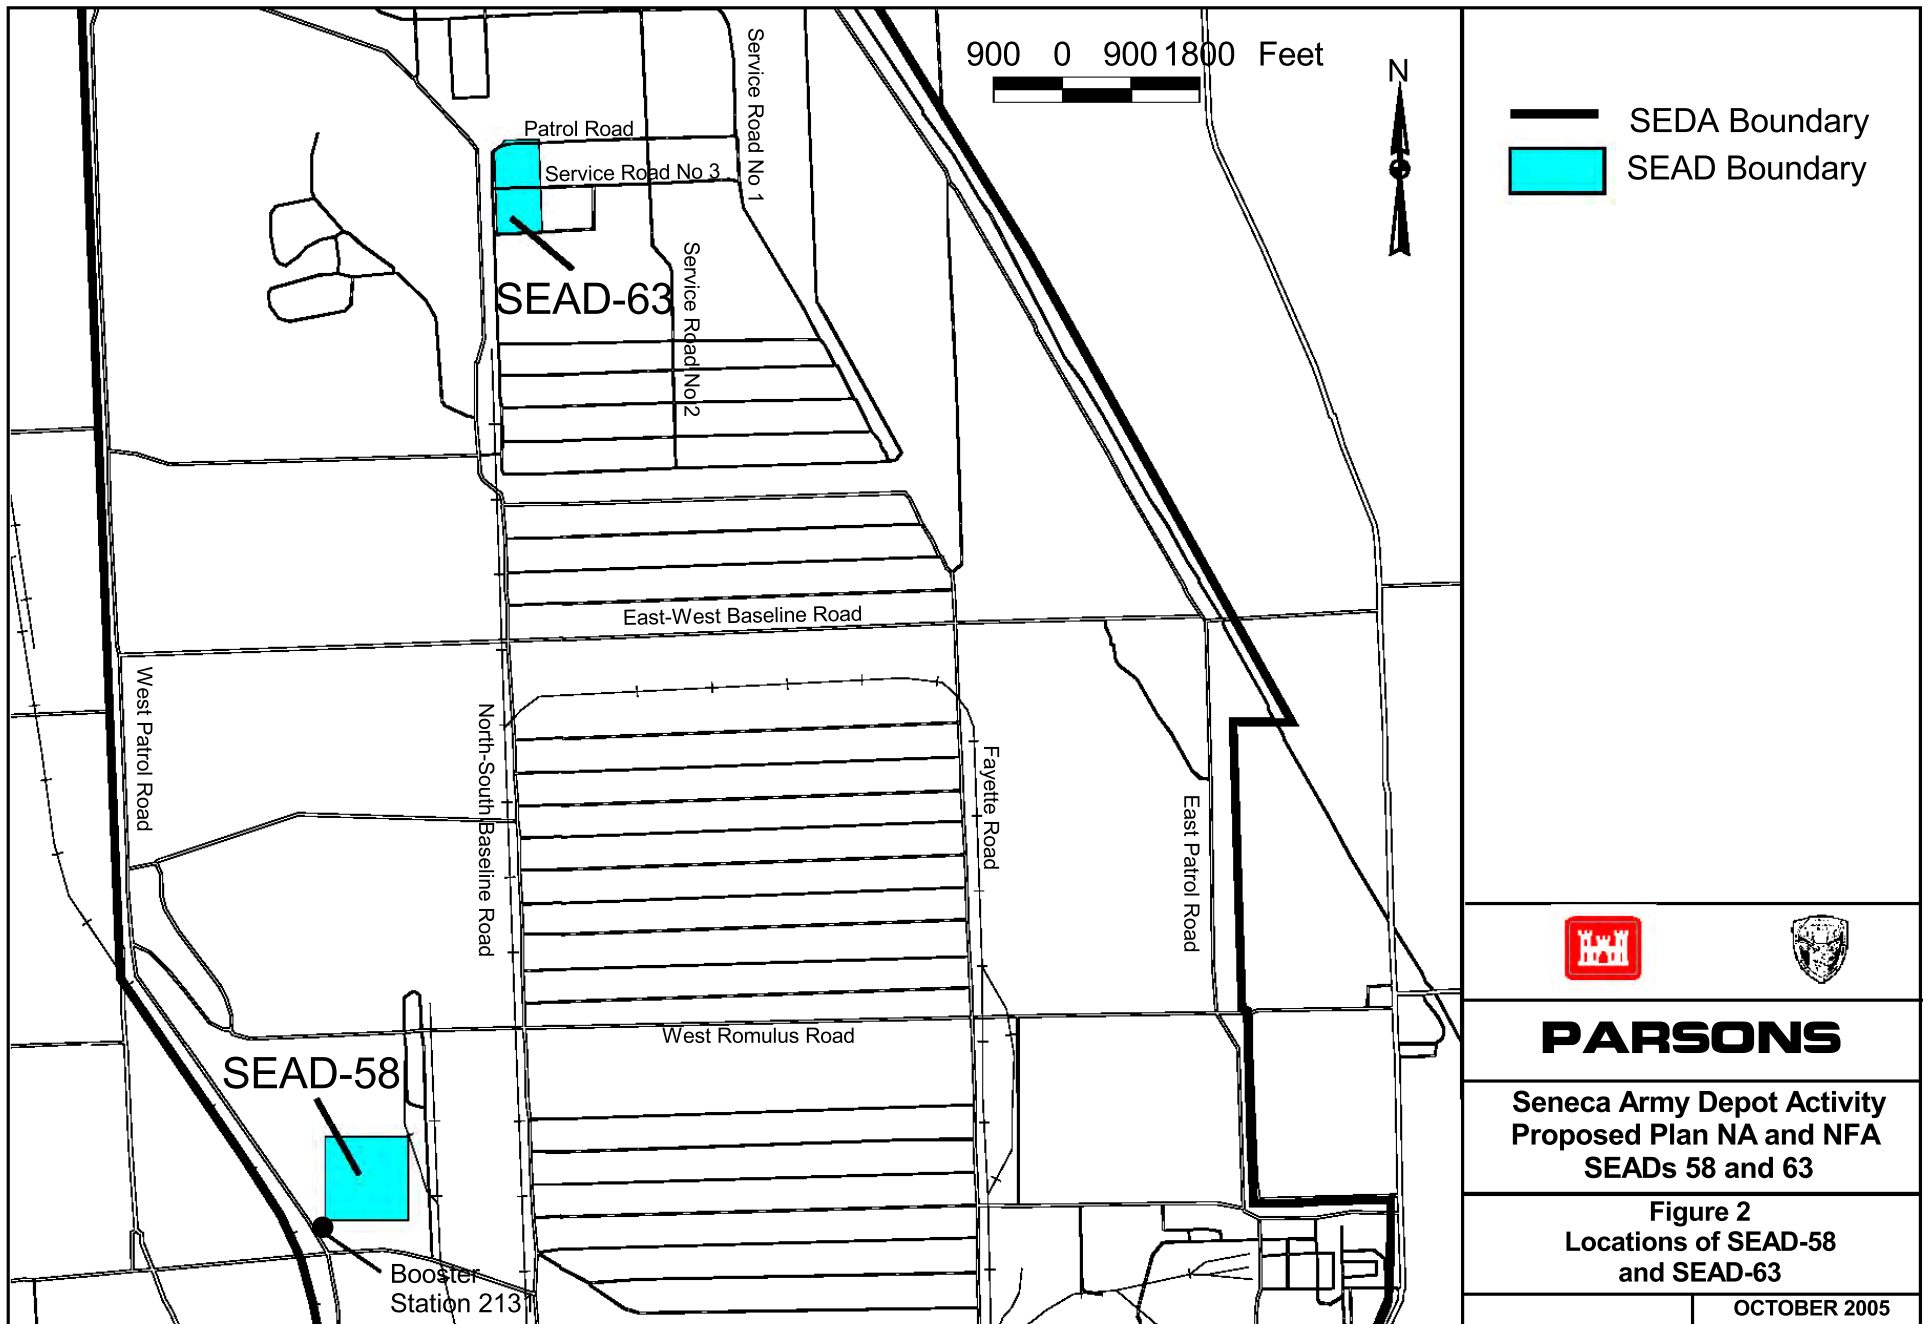 900 0 900 1800 Feet
N
SEDA Boundary
SEAD Boundary
Patrol Road
Service Road No 3
Service Road No 1
SEAD-63
Service Road No 2
East-West Baseline Road
West Patrol Road
North-South Baseline Road
Fayette Road
East Patrol Road
West Romulus Road
SEAD-58
Booster
Station 2131
PARSONS
Seneca Army Depot Activity
Proposed Plan NA and NFA
SEADs 58 and 63
Figure 2
Locations of SEAD-58
and SEAD-63
OCTOBER 2005